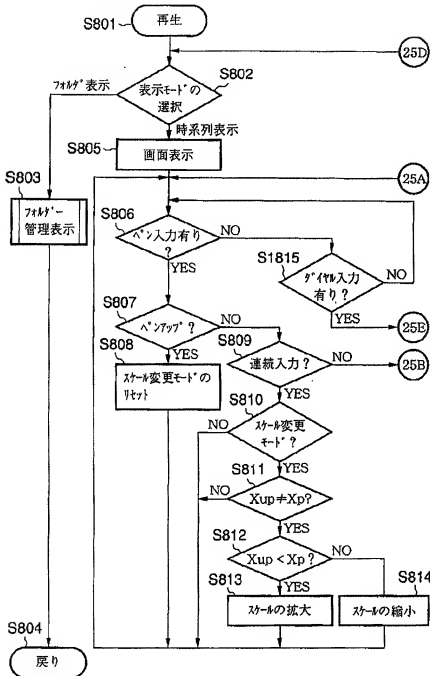 S801
再生
25D
S802
フォルダ表示
表示モードの
選択
時系列表示
S805
画面表示
25A
S803
フォルダー
管理表示
S806
ペン入力有り
?
NO
YES
S1815
ダイヤル入力
有り?
NO
YES
25E
S807
ペンアップ?
NO
YES
S808
スケール変更モードの
リセット
S809
連続入力?
NO
25B
YES
S810
スケール変更
モード?
NO
YES
S811
Xup≠Xp?
NO
YES
S812
Xup<Xp?
NO
YES
S813
スケールの拡大
S814
スケールの縮小
S804
戻り